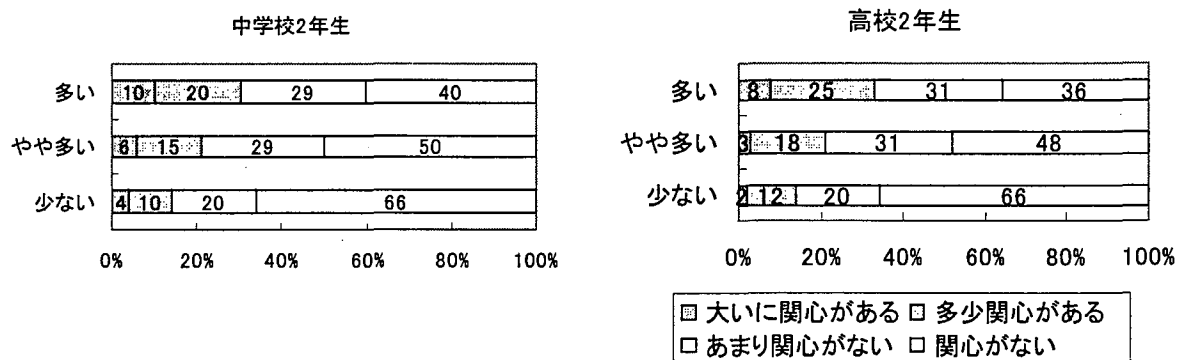 中学校2年生
多い 10 20 29 40
やや多い 6 15 29 50
少ない 4 10 20 66
0% 20% 40% 60% 80% 100%
高校2年生
多い 8 25 31 36
やや多い 3 18 31 48
少ない 2 12 20 66
0% 20% 40% 60% 80% 100%
大いに関心がある 多少関心がある
あまり関心がない 関心がない